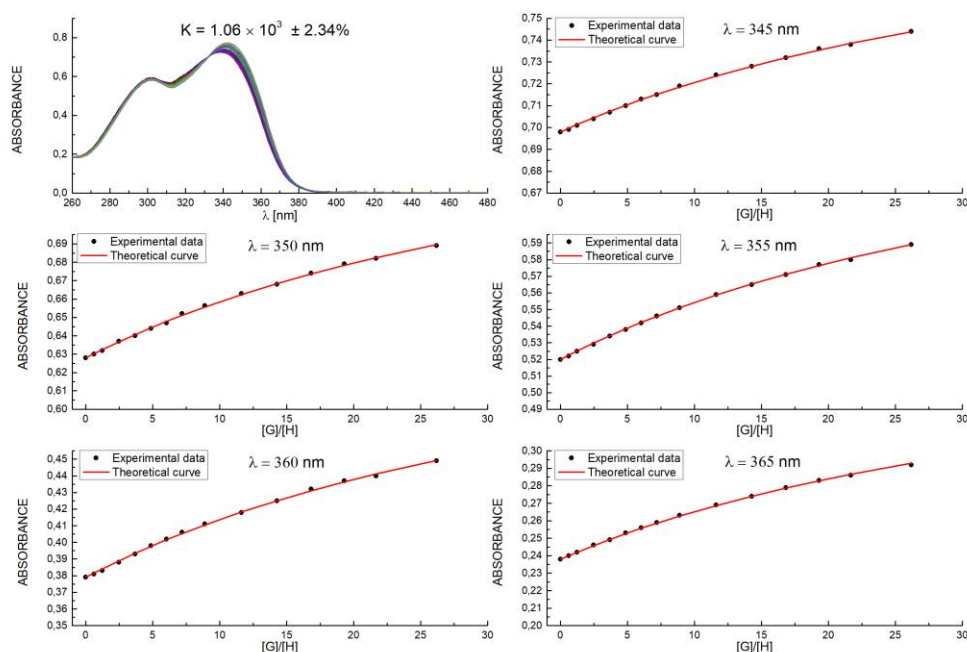 K = 1.06 × 10³ ± 2.34%
ABSORBANCE
0,8
0,6
0,4
0,2
0,0
260 280 300 320 340 360 380 400 420 440 460 480
λ [nm]
Experimental data
Theoretical curve
λ = 345 nm
ABSORBANCE
0,75
0,74
0,73
0,72
0,71
0,70
0,69
0,68
0,67
0 5 10 15 20 25 30
[G]/[H]
Experimental data
Theoretical curve
λ = 350 nm
ABSORBANCE
0,69
0,68
0,67
0,66
0,65
0,64
0,63
0,62
0,61
0,60
0 5 10 15 20 25 30
[G]/[H]
Experimental data
Theoretical curve
λ = 355 nm
ABSORBANCE
0,59
0,58
0,57
0,56
0,55
0,54
0,53
0,52
0,51
0,50
0,49
0 5 10 15 20 25 30
[G]/[H]
Experimental data
Theoretical curve
λ = 360 nm
ABSORBANCE
0,45
0,44
0,43
0,42
0,41
0,40
0,39
0,38
0,37
0,36
0,35
0 5 10 15 20 25 30
[G]/[H]
Experimental data
Theoretical curve
λ = 365 nm
ABSORBANCE
0,30
0,29
0,28
0,27
0,26
0,25
0,24
0,23
0,22
0,21
0,20
0 5 10 15 20 25 30
[G]/[H]